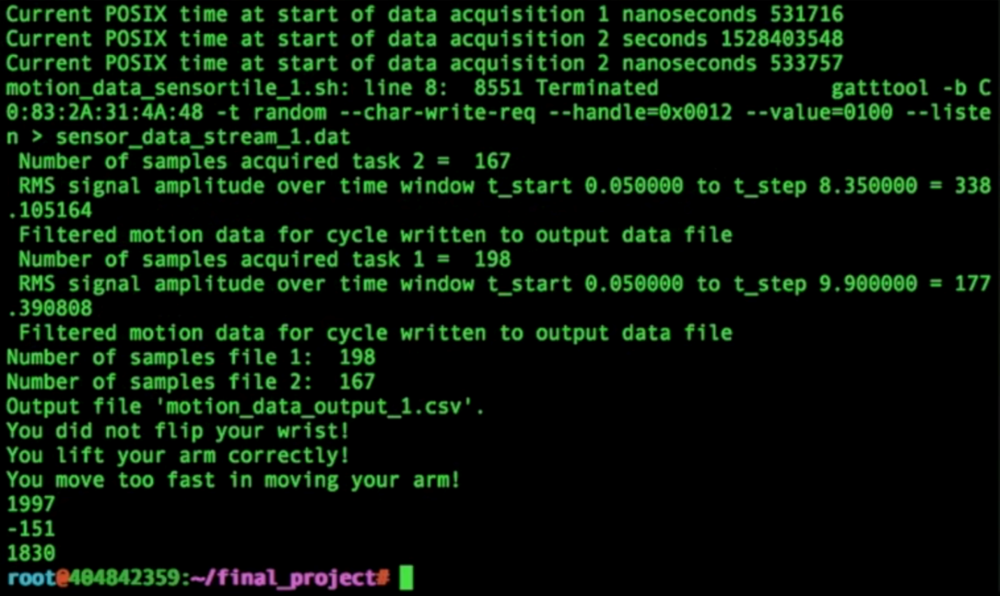 Current POSIX time at start of data acquisition 1 nanoseconds 531716
Current POSIX time at start of data acquisition 2 seconds 1528403548
Current POSIX time at start of data acquisition 2 nanoseconds 533757
motion_data_sensortile_1.sh: line 8:  8551 Terminated              gatttool -b C
0:83:2A:31:4A:48 -t random --char-write-req --handle=0x0012 --value=0100 --liste
n > sensor_data_stream_1.dat
 Number of samples acquired task 2 =  167
 RMS signal amplitude over time window t_start 0.050000 to t_step 8.350000 = 338
.105164
 Filtered motion data for cycle written to output data file
 Number of samples acquired task 1 =  198
 RMS signal amplitude over time window t_start 0.050000 to t_step 9.900000 = 177
.390808
 Filtered motion data for cycle written to output data file
Number of samples file 1:  198
Number of samples file 2:  167
Output file 'motion_data_output_1.csv'.
You did not flip your wrist!
You lift your arm correctly!
You move too fast in moving your arm!
1997
-151
1830
root@404842359:~/final_project#